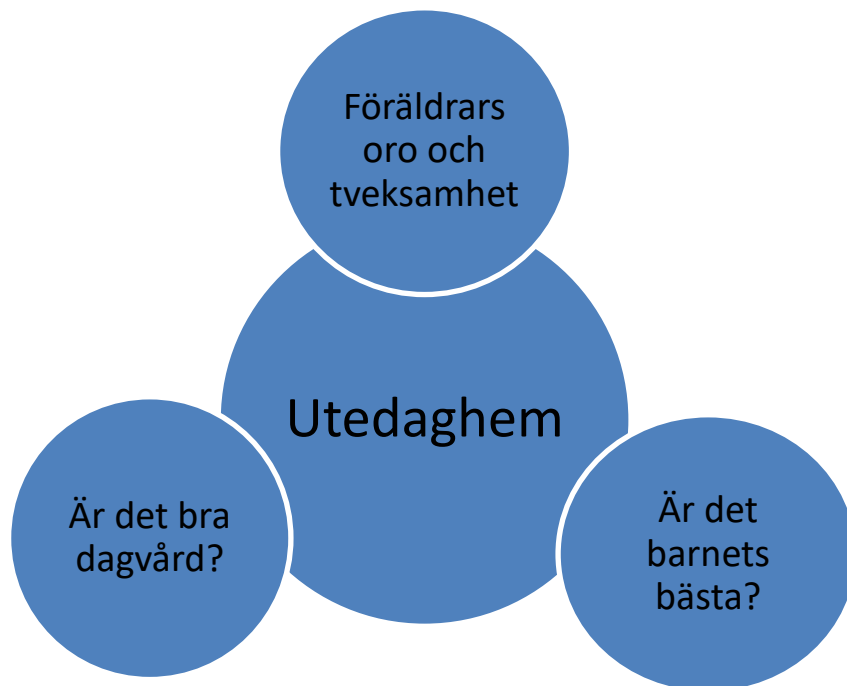 Föräldrars
oro och
tveksamhet
Utedaghem
Är det bra
dagvård?
Är det
barnets
bästa?